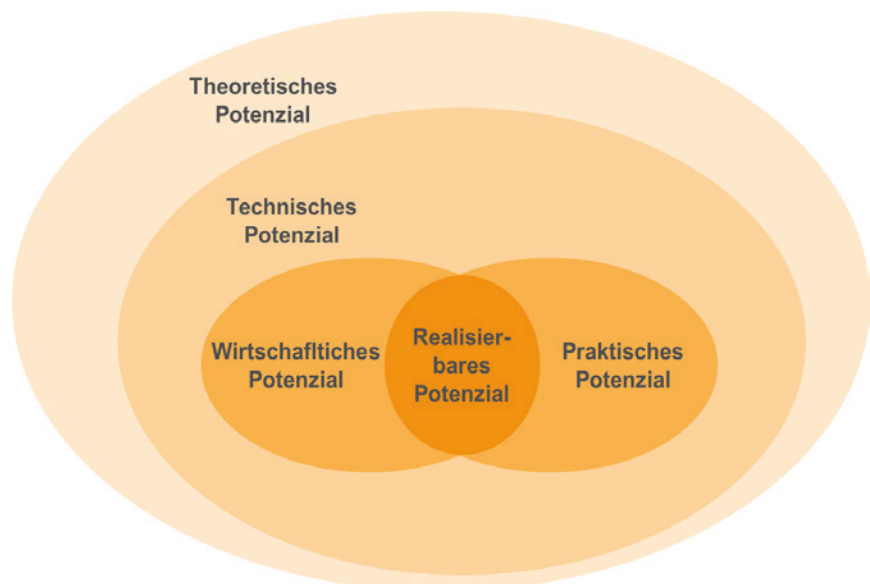 Theoretisches
Potenzial
Technisches
Potenzial
Wirtschafltiches
Potenzial
Realisier-
bares
Potenzial
Praktisches
Potenzial